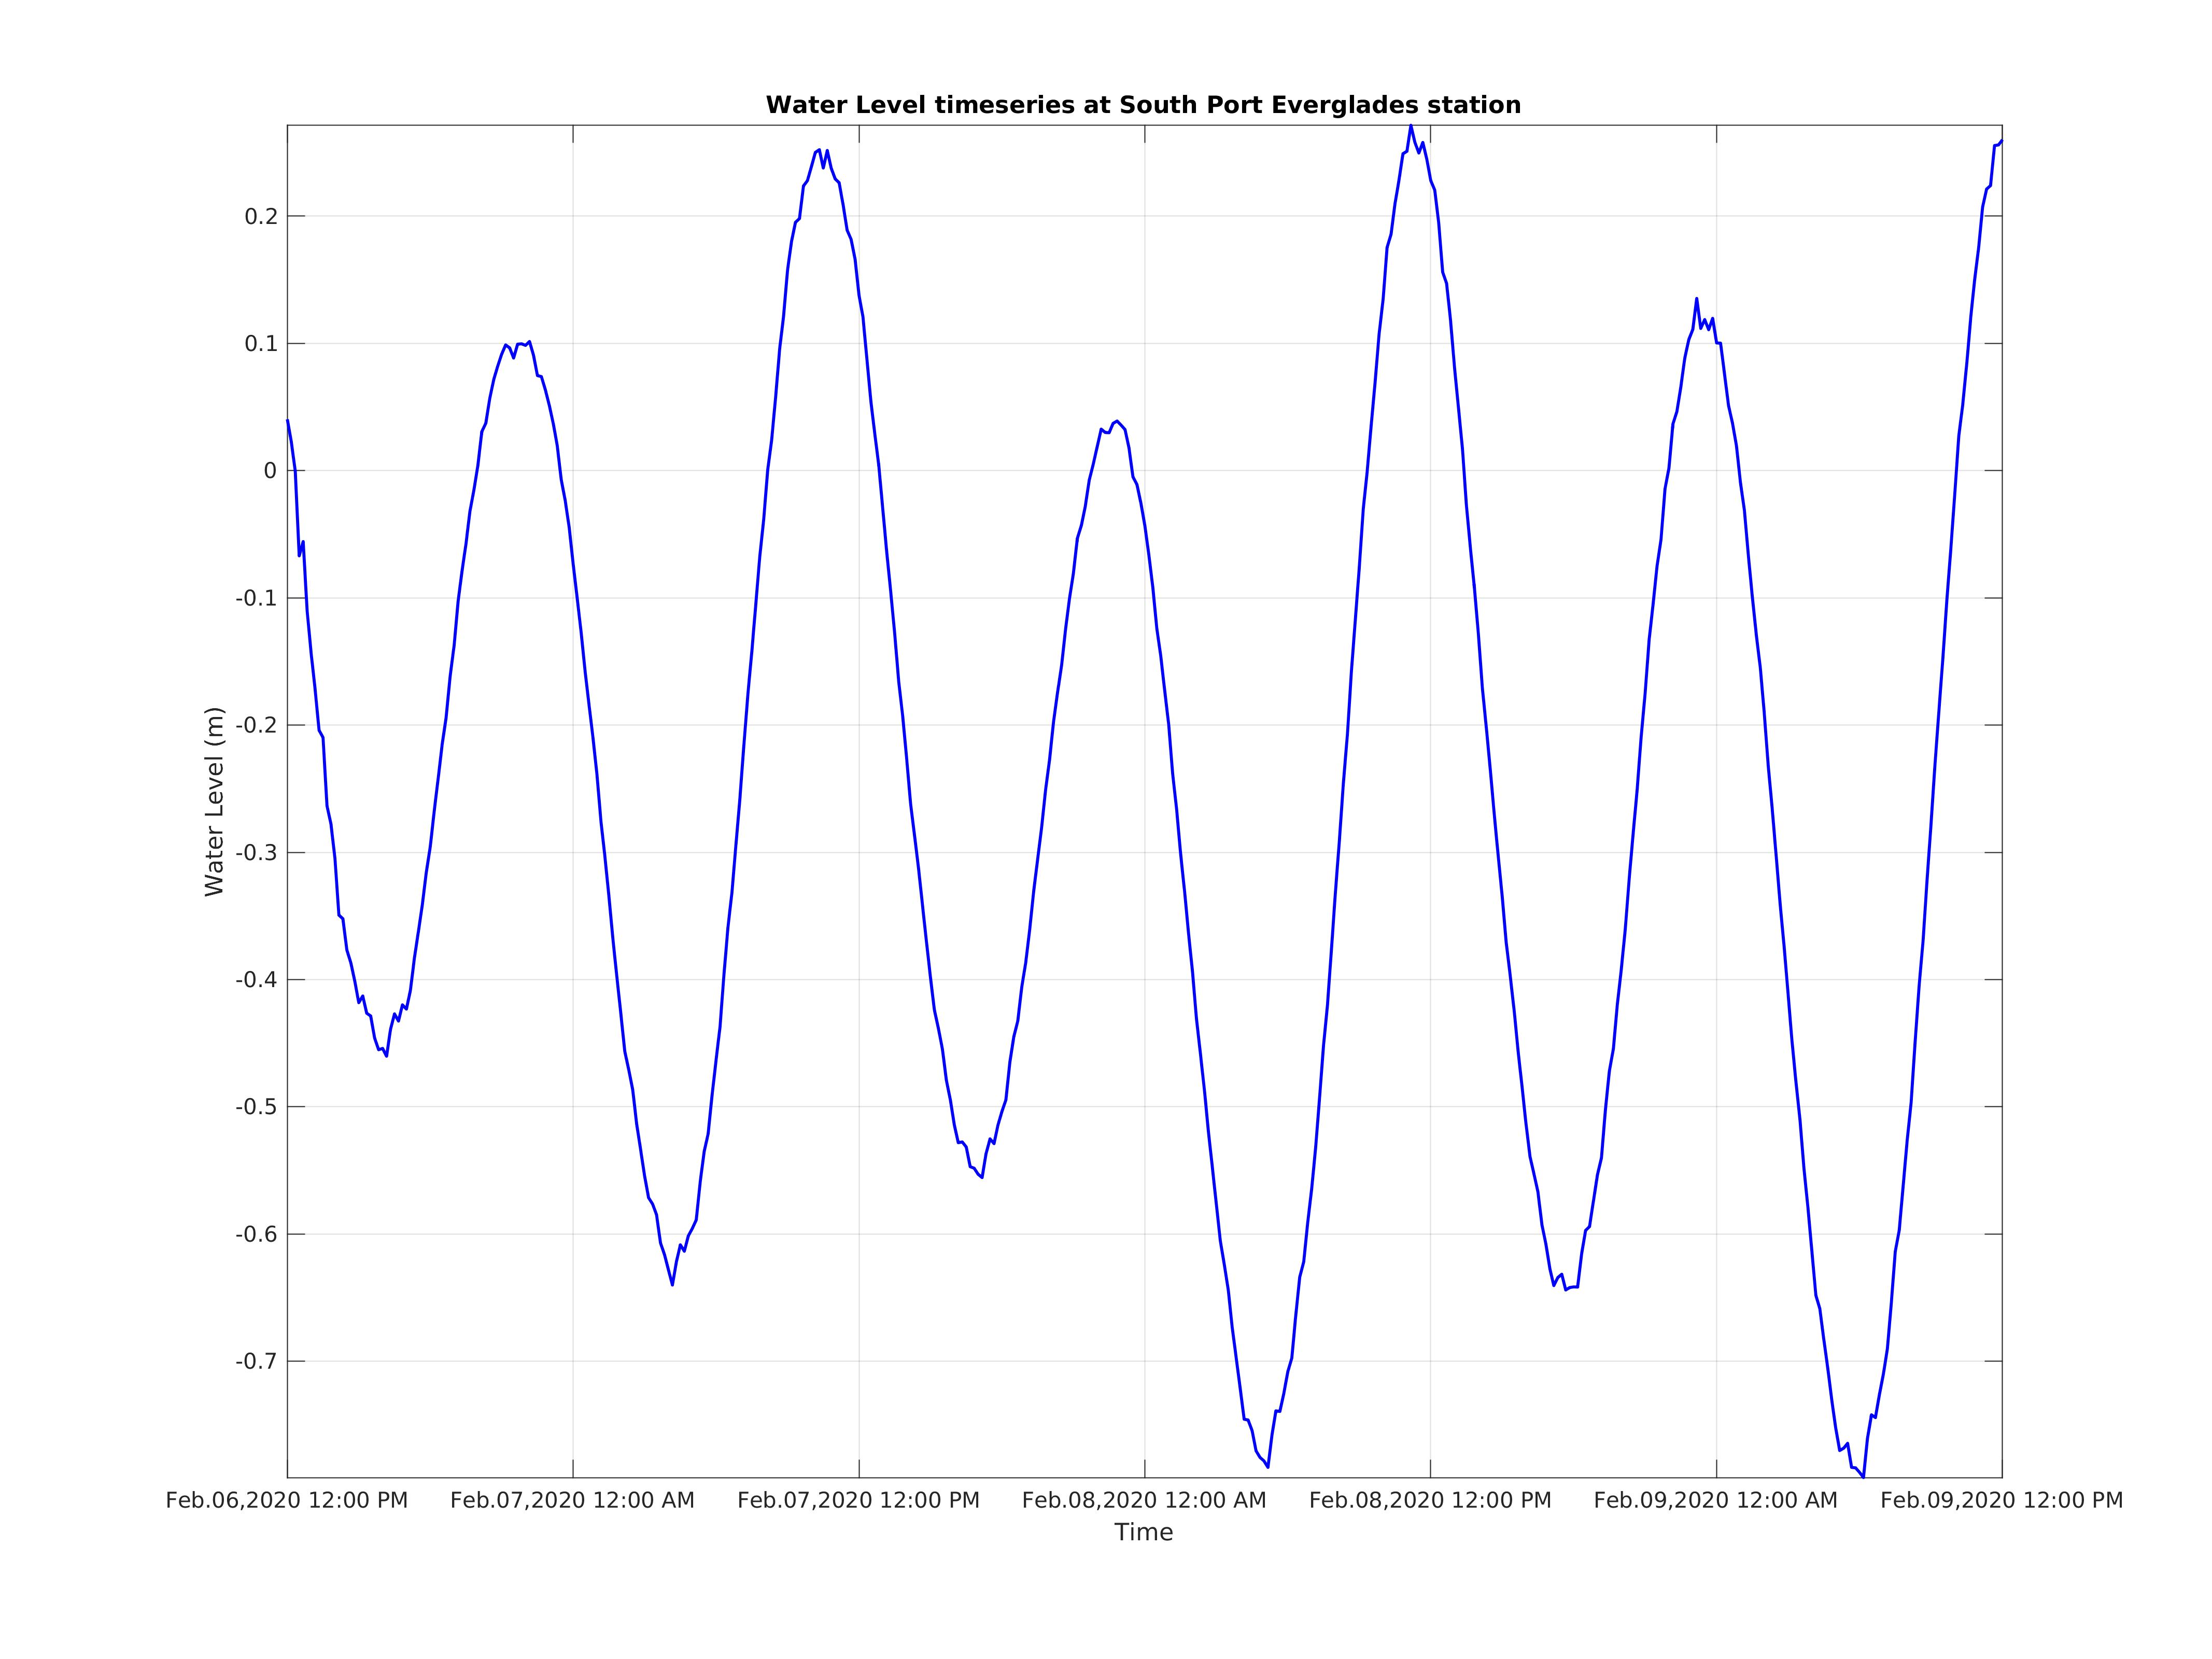 Water Level timeseries at South Port Everglades station
0.2
0.1
0
-0.1
-0.2
-0.3
-0.4
-0.5
-0.6
-0.7
Water Level (m)
Feb.06,2020 12:00 PM Feb.07,2020 12:00 AM Feb.07,2020 12:00 PM Feb.08,2020 12:00 AM Feb.08,2020 12:00 PM Feb.09,2020 12:00 AM Feb.09,2020 12:00 PM
Time